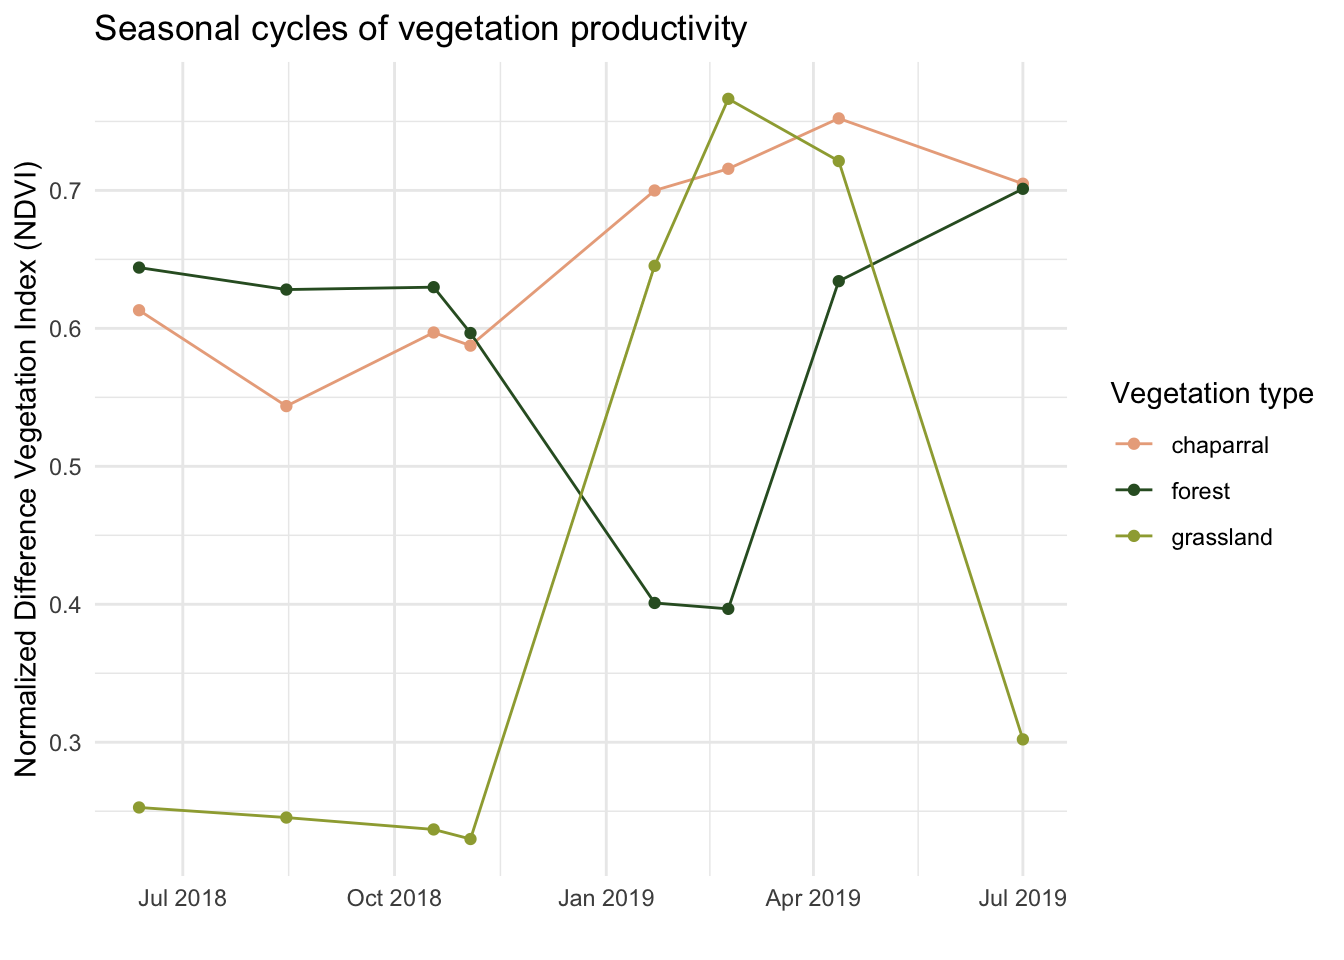 Seasonal cycles of vegetation productivity
Normalized Difference Vegetation Index (NDVI)
0.7
0.6
0.5
0.4
0.3
Jul 2018
Oct 2018
Jan 2019
Apr 2019
Jul 2019
Vegetation type
chaparral
forest
grassland